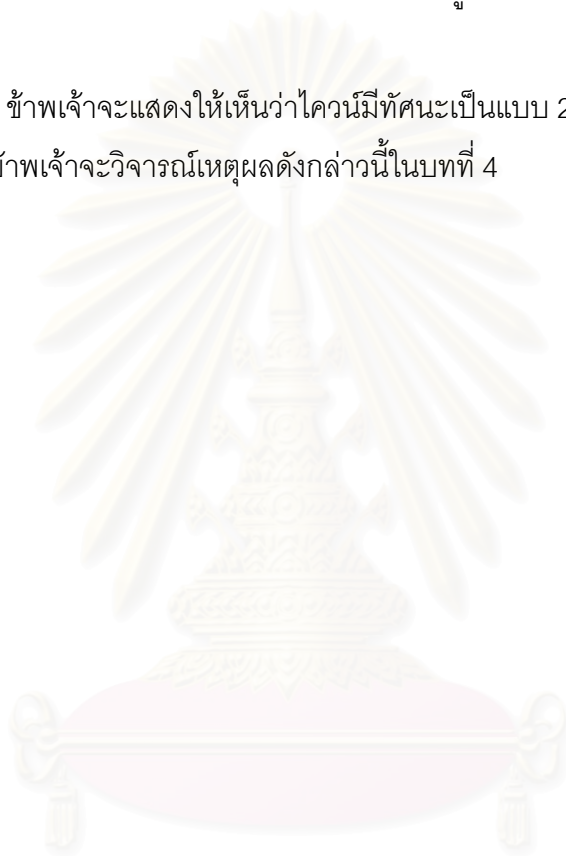 ข้าพเจ้าจะแสดงให้เห็นว่าไควน์มีทัศนะเป็นแบบ 2
ข้าพเจ้าจะวิจารณ์เหตุผลดังกล่าวนี้ในบทที่ 4